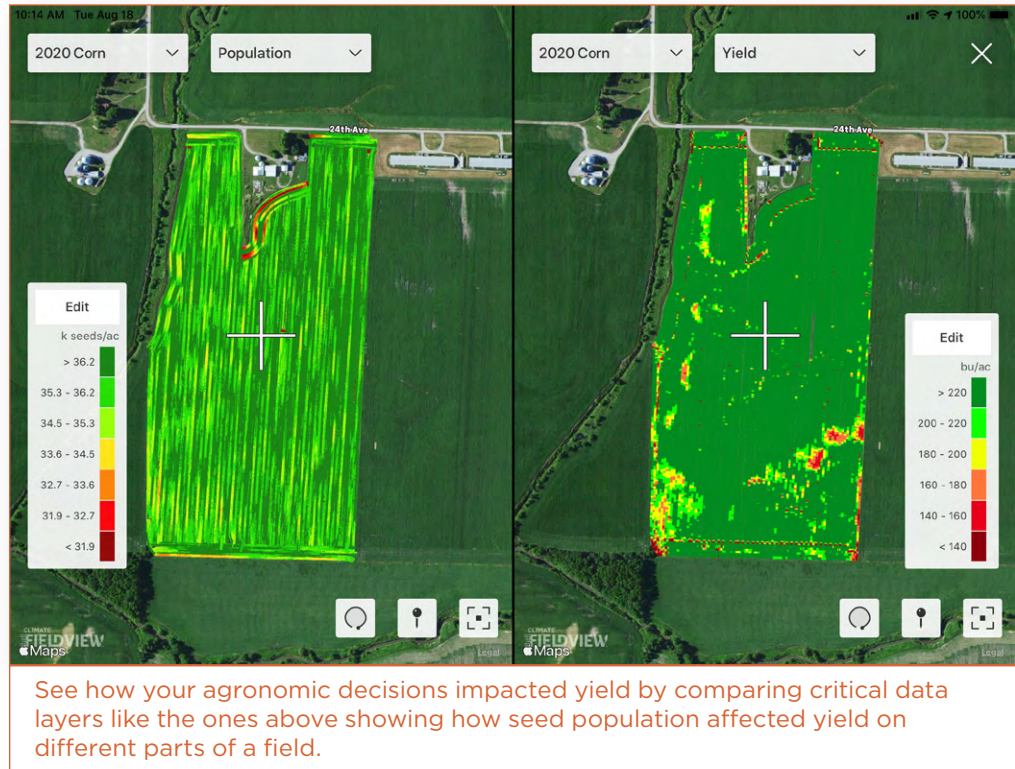 10:14 AM Tue Aug 18
100%
2020 Corn
Population
24th Ave
Edit
k seeds/ac
> 36.2
35.3 - 36.2
34.5 - 35.3
33.6 - 34.5
32.7 - 33.6
31.9 - 32.7
< 31.9
CLIMATE
FIELDVIEW
Maps
Legal
2020 Corn
Yield
24th Ave
Edit
bu/ac
> 220
200 - 220
180 - 200
160 - 180
140 - 160
< 140
CLIMATE
FIELDVIEW
Maps
Legal
See how your agronomic decisions impacted yield by comparing critical data
layers like the ones above showing how seed population affected yield on
different parts of a field.